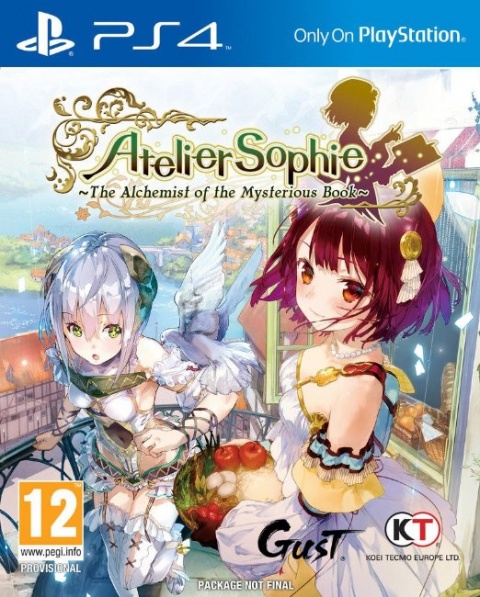 PS4™
Only On PlayStation®
Atelier Sophie
~The Alchemist of the Mysterious Book~
12
www.pegi.info
PROVISIONAL
GUST®
KT®
KOEI TECMO EUROPE LTD.
PACKAGE NOT FINAL